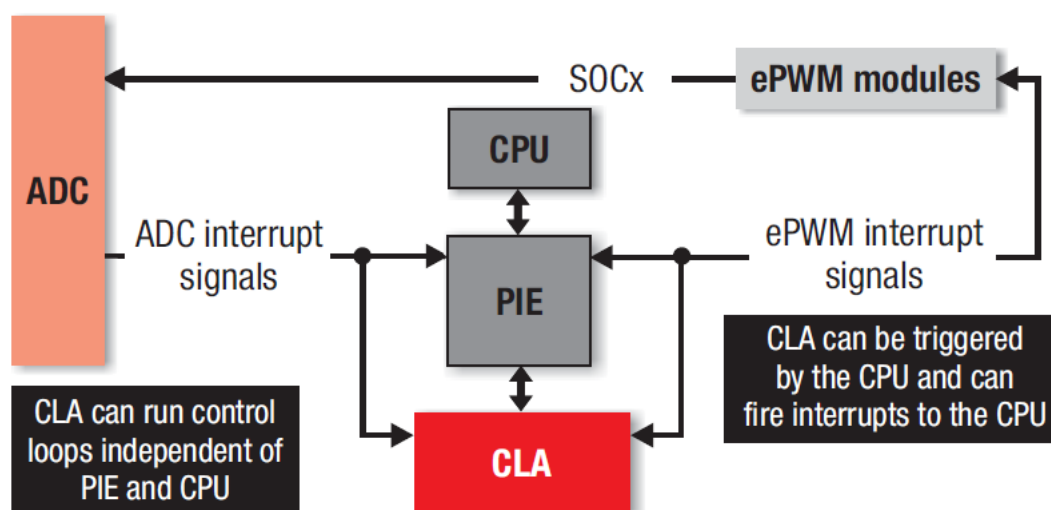 SOCx
ePWM modules
CPU
ADC
ADC interrupt
signals
ePWM interrupt
signals
PIE
CLA can be triggered
by the CPU and can
fire interrupts to the CPU
CLA can run control
loops independent of
PIE and CPU
CLA